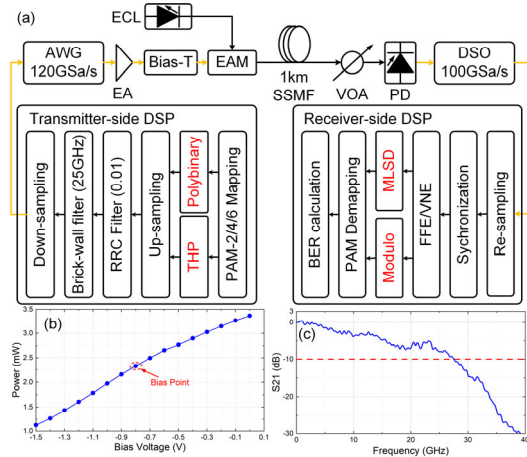 (a)
ECL
AWG
120GSa/s
EA
Bias-T
EAM
1km
SSMF
VOA
PD
DSO
100GSa/s
Transmitter-side DSP
Down-sampling
Brick-wall filter (25GHz)
RRC Filter (0.01)
Up-sampling
Polybinary
THP
PAM-2/4/6 Mapping
Receiver-side DSP
BER calculation
PAM Demapping
MLSD
Modulo
FFE/VNE
Sychronization
Re-sampling
(b)
Power (mW)
3.5
3.0
2.5
2.0
1.5
1.0
Bias Point
-1.5 -1.3 -1.1 -0.9 -0.7 -0.5 -0.3 -0.1 0.1
Bias Voltage (V)
(c)
S21 (dB)
3
0
-10
-20
-30
0 10 20 30 40
Frequency (GHz)